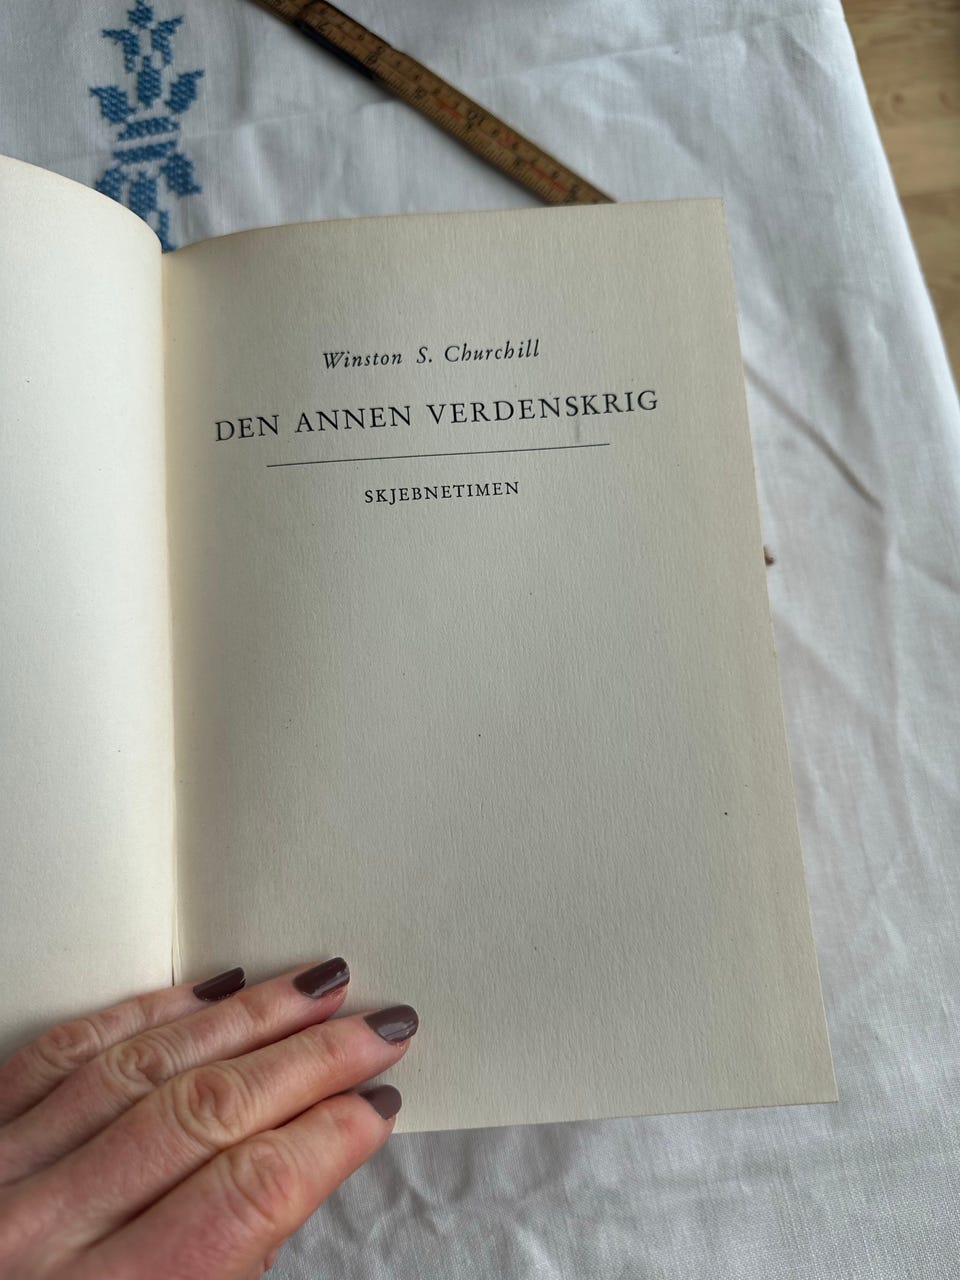 Winston S. Churchill
DEN ANNEN VERDENSKRIG
SKJEBNETIMEN